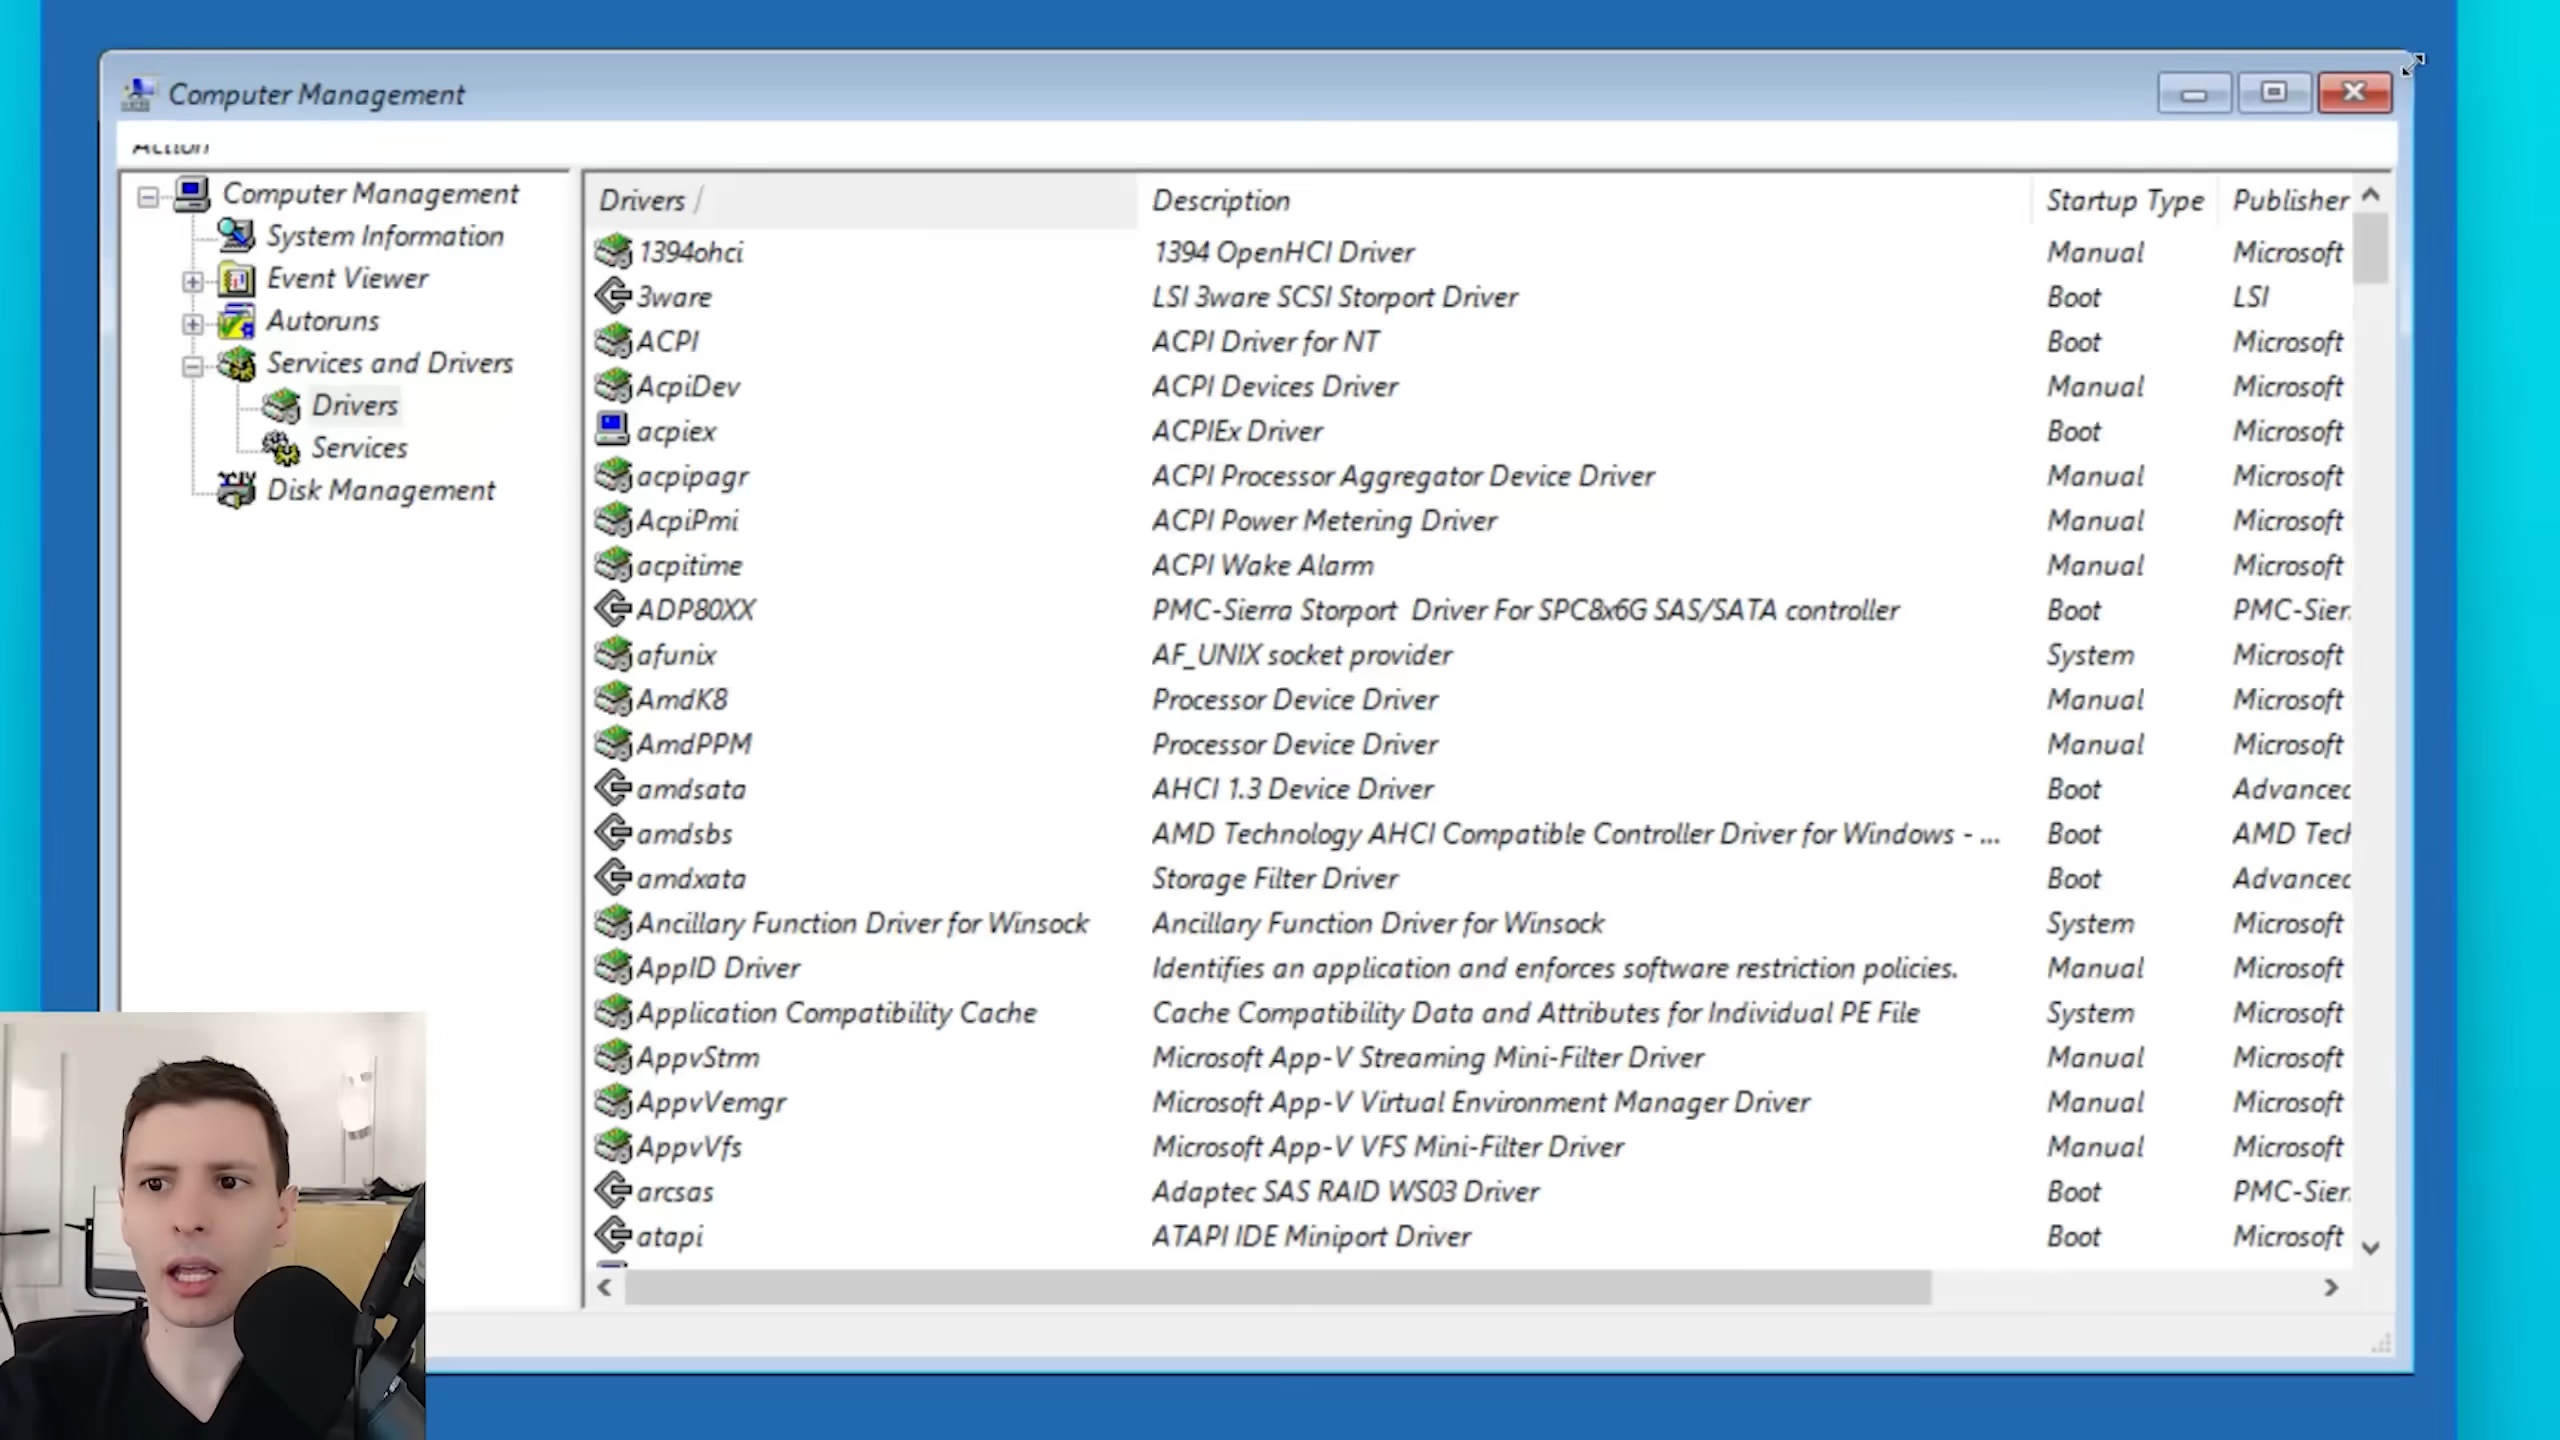 Computer Management
Action
Computer Management
System Information
Event Viewer
Autoruns
Services and Drivers
Drivers
Services
Disk Management
Drivers / Description Startup Type Publisher
1394ohci 1394 OpenHCI Driver Manual Microsoft
3ware LSI 3ware SCSI Storport Driver Boot LSI
ACPI ACPI Driver for NT Boot Microsoft
AcpiDev ACPI Devices Driver Manual Microsoft
acpiex ACPIEx Driver Boot Microsoft
acpipagr ACPI Processor Aggregator Device Driver Manual Microsoft
AcpiPmi ACPI Power Metering Driver Manual Microsoft
acpitime ACPI Wake Alarm Manual Microsoft
ADP80XX PMC-Sierra Storport Driver For SPC8x6G SAS/SATA controller Boot PMC-Sier
afunix AF_UNIX socket provider System Microsoft
AmdK8 Processor Device Driver Manual Microsoft
AmdPPM Processor Device Driver Manual Microsoft
amdsata AHCI 1.3 Device Driver Boot Advanced
amdsbs AMD Technology AHCI Compatible Controller Driver for Windows - ... Boot AMD Tech
amdxata Storage Filter Driver Boot Advanced
Ancillary Function Driver for Winsock Ancillary Function Driver for Winsock System Microsoft
AppID Driver Identifies an application and enforces software restriction policies. Manual Microsoft
Application Compatibility Cache Cache Compatibility Data and Attributes for Individual PE File System Microsoft
AppvStrm Microsoft App-V Streaming Mini-Filter Driver Manual Microsoft
AppvVemgr Microsoft App-V Virtual Environment Manager Driver Manual Microsoft
AppvVfs Microsoft App-V VFS Mini-Filter Driver Manual Microsoft
arcsas Adaptec SAS RAID WS03 Driver Boot PMC-Sier
atapi ATAPI IDE Miniport Driver Boot Microsoft